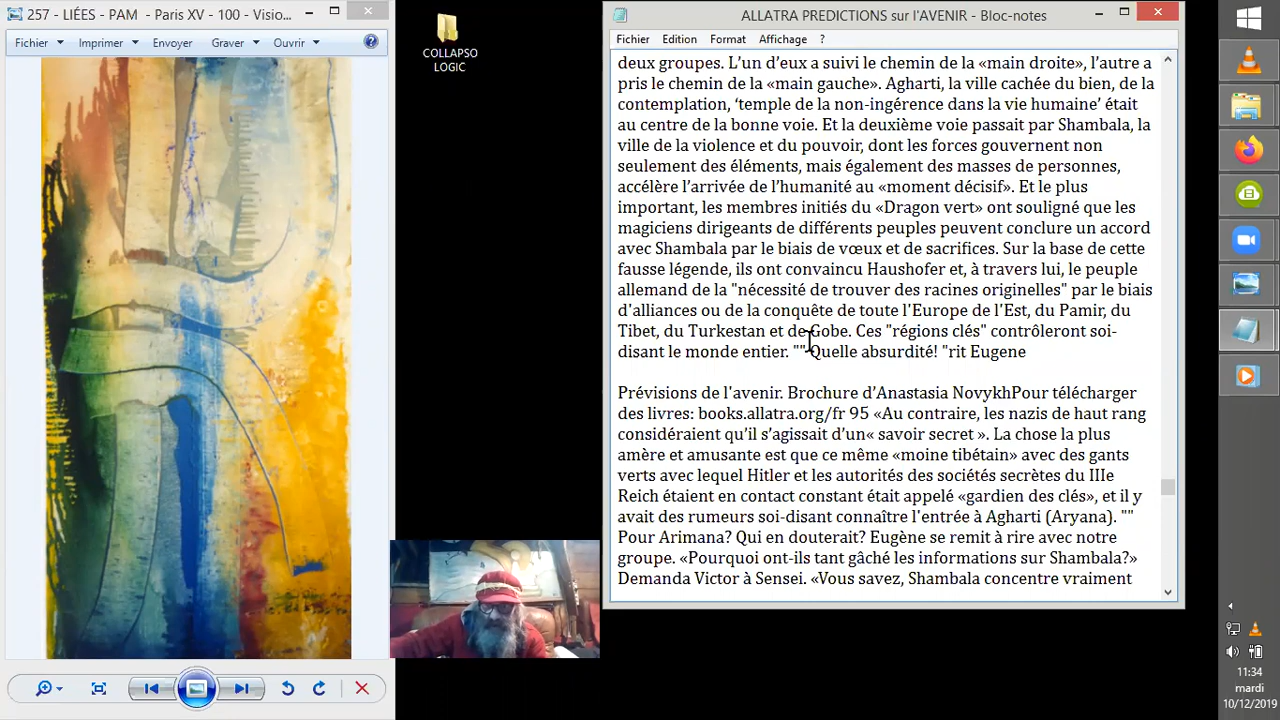 257 - LIÉES - PAM - Paris XV - 100 - Visio...
Fichier Imprimer Envoyer Graver Ouvrir
COLLAPSO
LOGIC
ALLATRA PREDICTIONS sur l'AVENIR - Bloc-notes
Fichier Edition Format Affichage ?
deux groupes. L’un d’eux a suivi le chemin de la «main droite», l’autre a
pris le chemin de la «main gauche». Agharti, la ville cachée du bien, de la
contemplation, ‘temple de la non-ingérence dans la vie humaine’ était
au centre de la bonne voie. Et la deuxième voie passait par Shambala, la
ville de la violence et du pouvoir, dont les forces gouvernent non
seulement des éléments, mais également des masses de personnes,
accélère l’arrivée de l’humanité au «moment décisif». Et le plus
important, les membres initiés du «Dragon vert» ont souligné que les
magiciens dirigeants de différents peuples peuvent conclure un accord
avec Shambala par le biais de vœux et de sacrifices. Sur la base de cette
fausse légende, ils ont convaincu Haushofer et, à travers lui, le peuple
allemand de la "nécessité de trouver des racines originelles" par le biais
d'alliances ou de la conquête de toute l'Europe de l'Est, du Pamir, du
Tibet, du Turkestan et de Gobe. Ces "régions clés" contrôleront soi-
disant le monde entier. "" Quelle absurdité! "rit Eugene
Prévisions de l'avenir. Brochure d’Anastasia NovykhPour télécharger
des livres: books.allatra.org/fr 95 «Au contraire, les nazis de haut rang
considéraient qu’il s’agissait d’un« savoir secret ». La chose la plus
amère et amusante est que ce même «moine tibétain» avec des gants
verts avec lequel Hitler et les autorités des sociétés secrètes du IIIe
Reich étaient en contact constant était appelé «gardien des clés», et il y
avait des rumeurs soi-disant connaître l'entrée à Agharti (Aryana). ""
Pour Arimana? Qui en douterait? Eugène se remit à rire avec notre
groupe. «Pourquoi ont-ils tant gâché les informations sur Shambala?»
Demanda Victor à Sensei. «Vous savez, Shambala concentre vraiment
11:34
mardi
10/12/2019